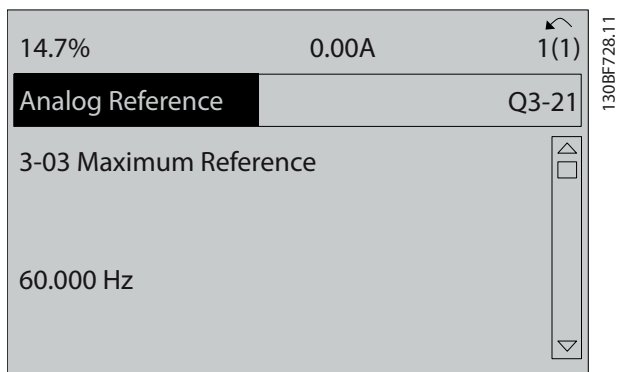 14.7% 0.00A 1(1)
Analog Reference Q3-21
3-03 Maximum Reference
60.000 Hz
130BF728.11